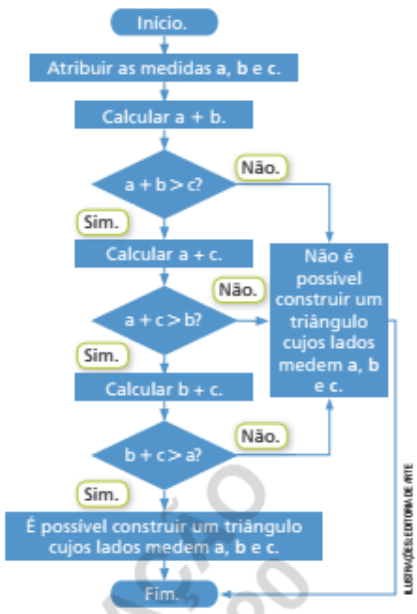 Início.
Atribuir as medidas a, b e c.
Calcular a + b.
a + b > c?
Não.
Sim.
Calcular a + c.
a + c > b?
Não.
Sim.
Calcular b + c.
b + c > a?
Não.
Sim.
Não é
possível
construir um
triângulo
cujos lados
medem a, b
e c.
É possível construir um triângulo
cujos lados medem a, b e c.
Fim.
ILUSTRAÇÕES: EDITORIA DE ARTE